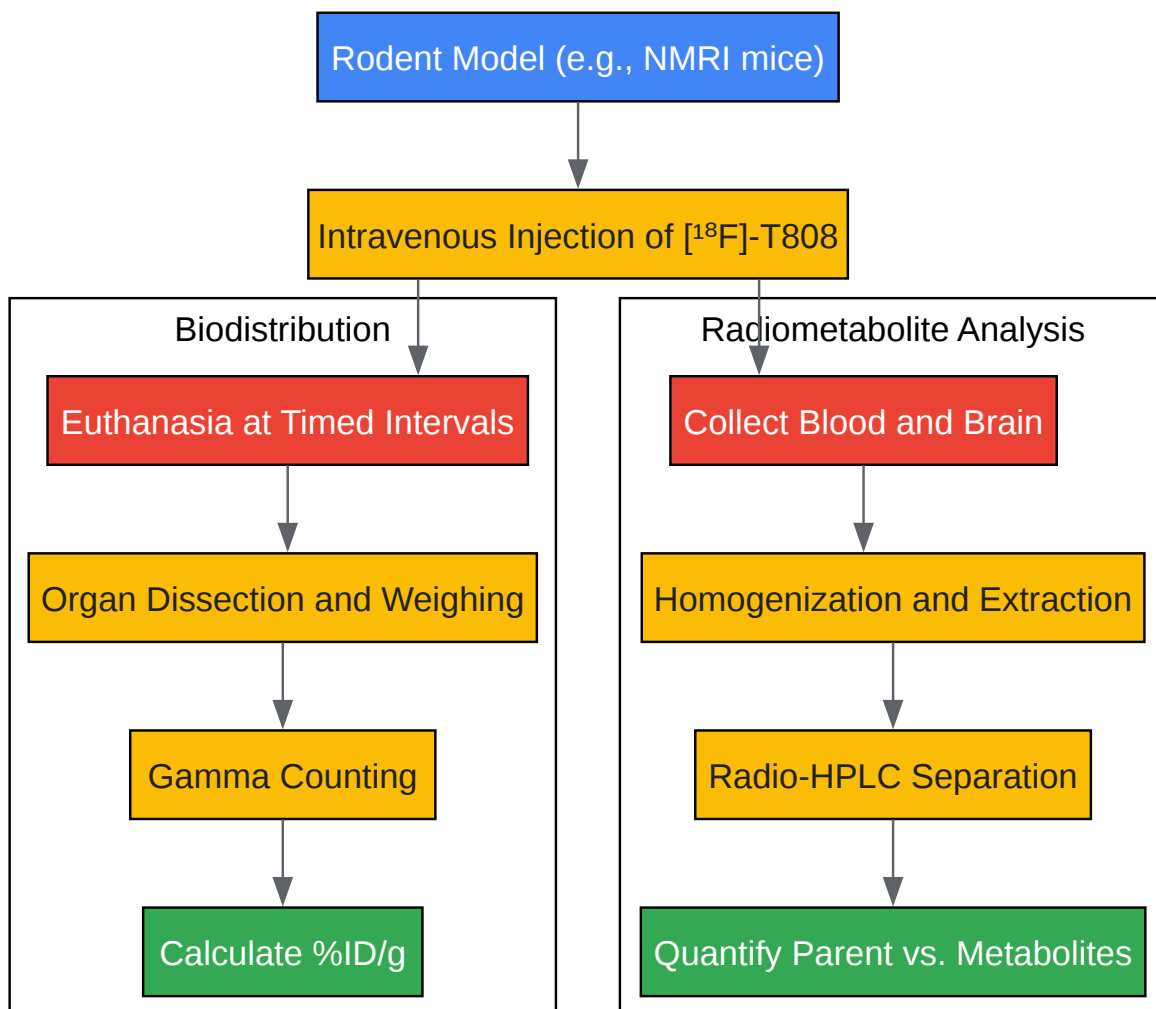 Rodent Model (e.g., NMRI mice)
Intravenous Injection of [¹⁸F]-T808
Biodistribution
Euthanasia at Timed Intervals
Organ Dissection and Weighing
Gamma Counting
Calculate %ID/g
Radiometabolite Analysis
Collect Blood and Brain
Homogenization and Extraction
Radio-HPLC Separation
Quantify Parent vs. Metabolites